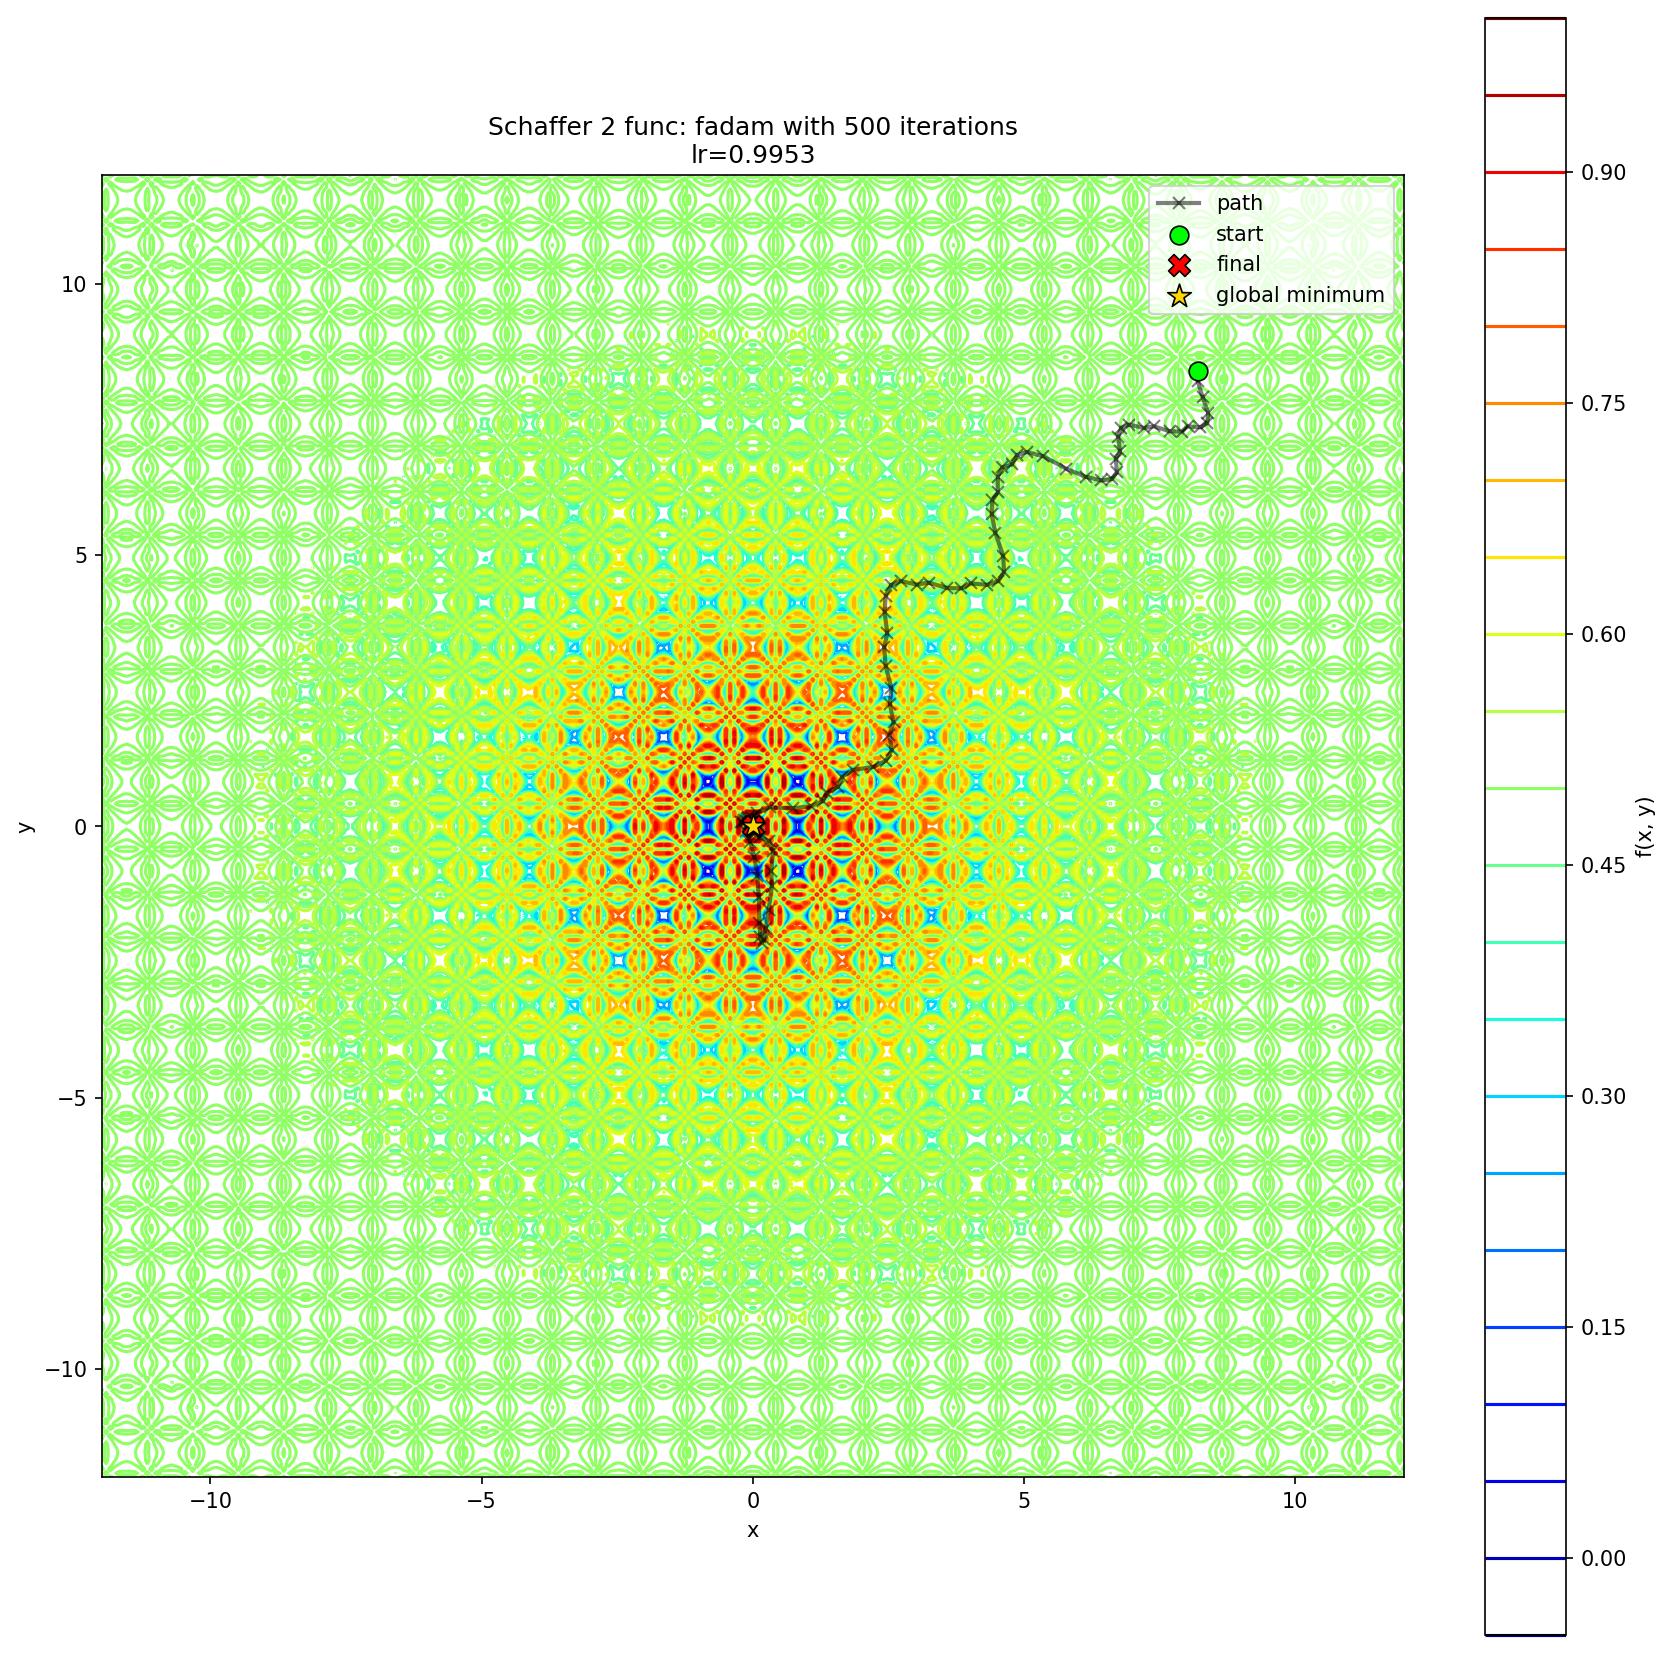 Schaffer 2 func: fadam with 500 iterations
lr=0.9953
path
start
final
global minimum
10
5
0
−5
−10
y
−10
−5
0
5
10
x
0.90
0.75
0.60
0.45
0.30
0.15
0.00
f(x, y)